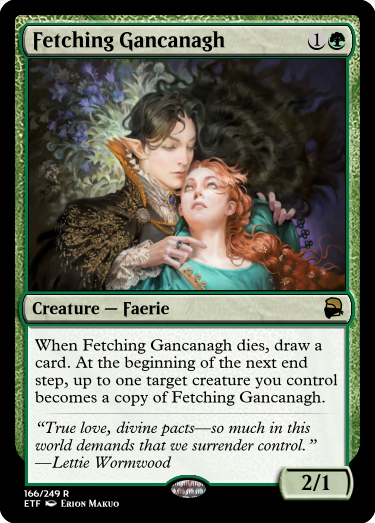 Fetching Gancanagh 1
Creature — Faerie
When Fetching Gancanagh dies, draw a
card. At the beginning of the next end
step, up to one target creature you control
becomes a copy of Fetching Gancanagh.
“True love, divine pacts—so much in this
world demands that we surrender control.”
—Lettie Wormwood
2/1
166/249 R
ETF Erion Makuo